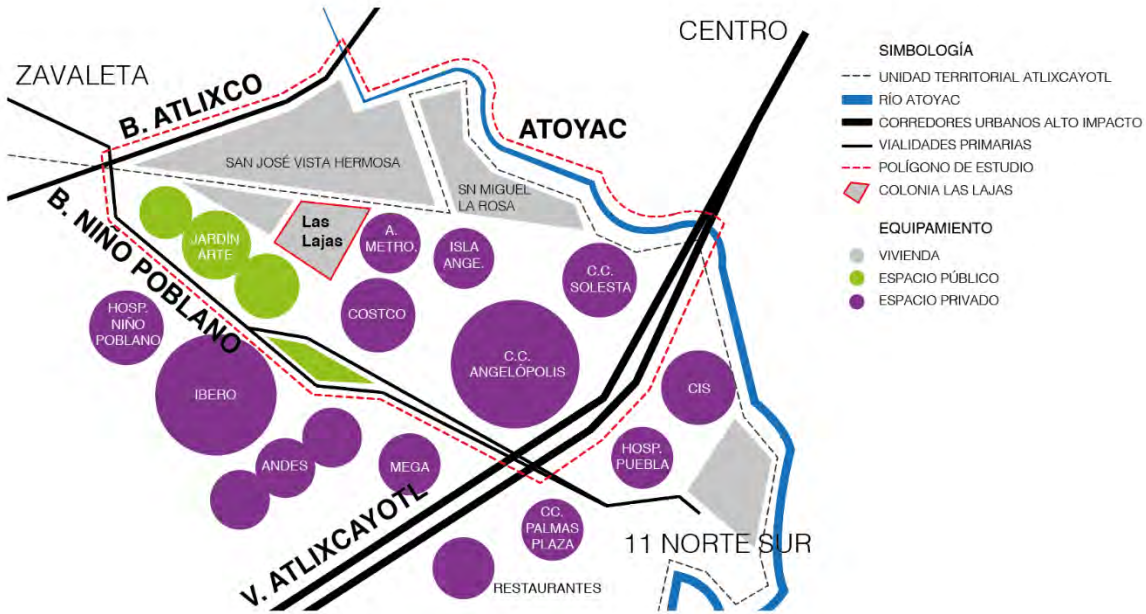 CENTRO
ZAVALETA
B. ATLIXCO
ATOYAC
SAN JOSÉ VISTA HERMOSA
SN MIGUEL
LA ROSA
B. NIÑO POBLANO
Las
Lajas
JARDÍN
ARTE
A.
METRO.
ISLA
ANGE.
C.C.
SOLESTA
COSTCO
HOSP.
NIÑO
POBLANO
C.C.
ANGELÓPOLIS
IBERO
CIS
ANDES
MEGA
HOSP.
PUEBLA
V. ATLIXCAYOTL
CC.
PALMAS
PLAZA
11 NORTE SUR
RESTAURANTES
SIMBOLOGÍA
UNIDAD TERRITORIAL ATLIXCAYOTL
RÍO ATOYAC
CORREDORES URBANOS ALTO IMPACTO
VIALIDADES PRIMARIAS
POLÍGONO DE ESTUDIO
COLONIA LAS LAJAS
EQUIPAMIENTO
VIVIENDA
ESPACIO PÚBLICO
ESPACIO PRIVADO